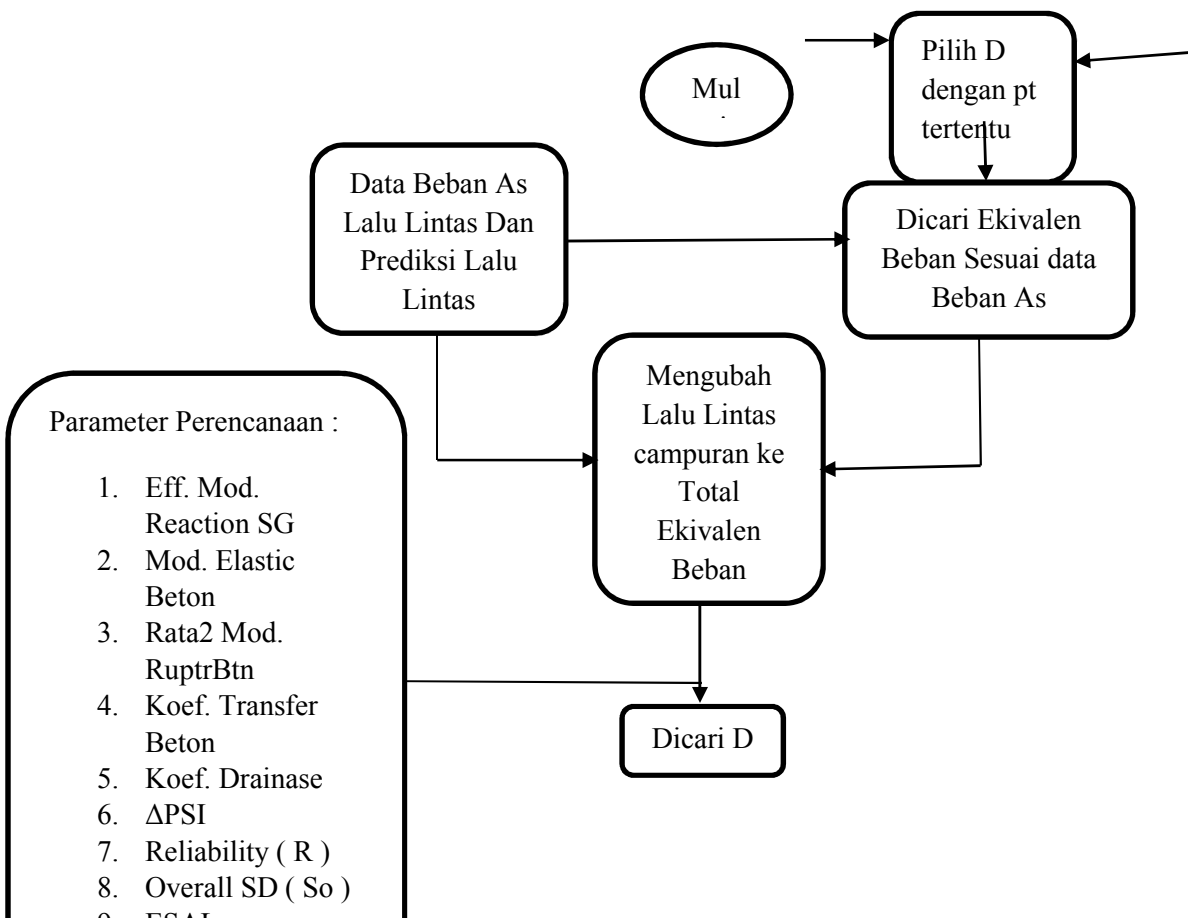 Mul
Pilih D
dengan pt
tertentu
Data Beban As
Lalu Lintas Dan
Prediksi Lalu
Lintas
Dicari Ekivalen
Beban Sesuai data
Beban As
Mengubah
Lalu Lintas
campuran ke
Total
Ekivalen
Beban
Parameter Perencanaan :
1. Eff. Mod.
Reaction SG
2. Mod. Elastic
Beton
3. Rata2 Mod.
RuptrBtn
4. Koef. Transfer
Beton
5. Koef. Drainase
6. ΔPSI
7. Reliability ( R )
8. Overall SD ( So )
Dicari D